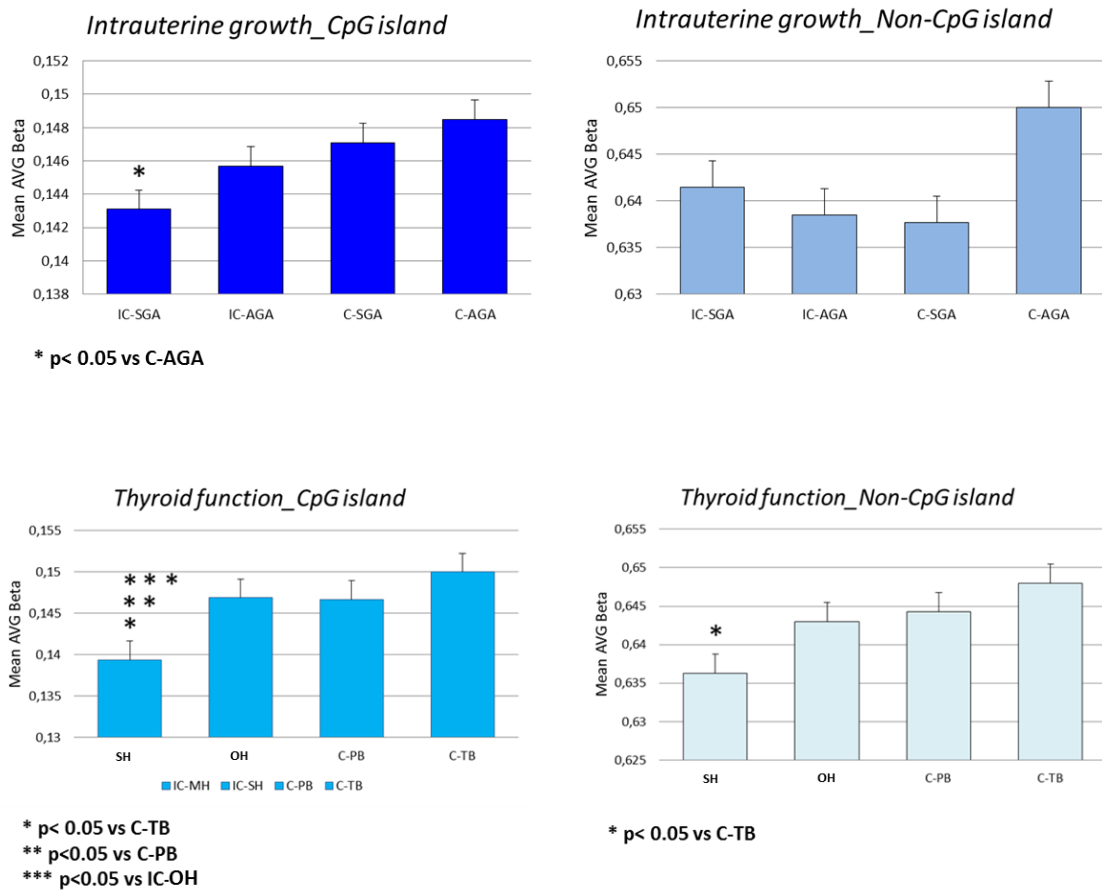 Intrauterine growth_CpG island
Mean AVG Beta
0,152
0,15
0,148
0,146
0,144
0,142
0,14
0,138
*
IC-SGA IC-AGA C-SGA C-AGA
* p< 0.05 vs C-AGA
Intrauterine growth_Non-CpG island
Mean AVG Beta
0,655
0,65
0,645
0,64
0,635
0,63
IC-SGA IC-AGA C-SGA C-AGA
Thyroid function_CpG island
Mean AVG Beta
0,155
0,15
0,145
0,14
0,135
0,13
* * *
* *
*
SH OH C-PB C-TB
IC-MH IC-SH C-PB C-TB
* p< 0.05 vs C-TB
** p<0.05 vs C-PB
*** p<0.05 vs IC-OH
Thyroid function_Non-CpG island
Mean AVG Beta
0,655
0,65
0,645
0,64
0,635
0,63
0,625
*
SH OH C-PB C-TB
* p< 0.05 vs C-TB